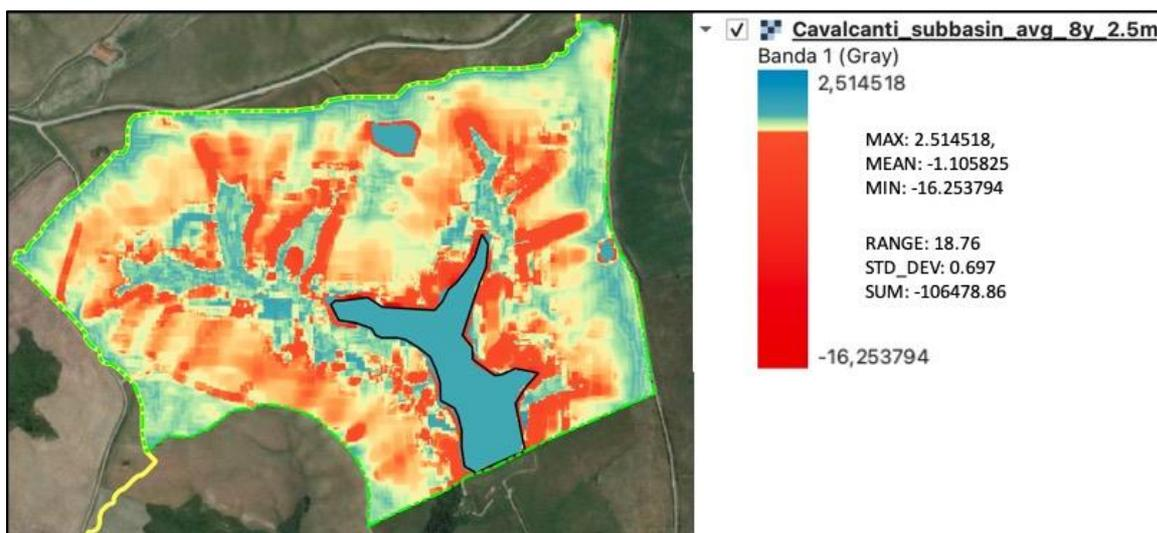 Cavalcanti_subbasin_avg_8y_2.5m
Banda 1 (Gray)
2,514518
MAX: 2.514518,
MEAN: -1.105825
MIN: -16.253794
RANGE: 18.76
STD_DEV: 0.697
SUM: -106478.86
-16,253794